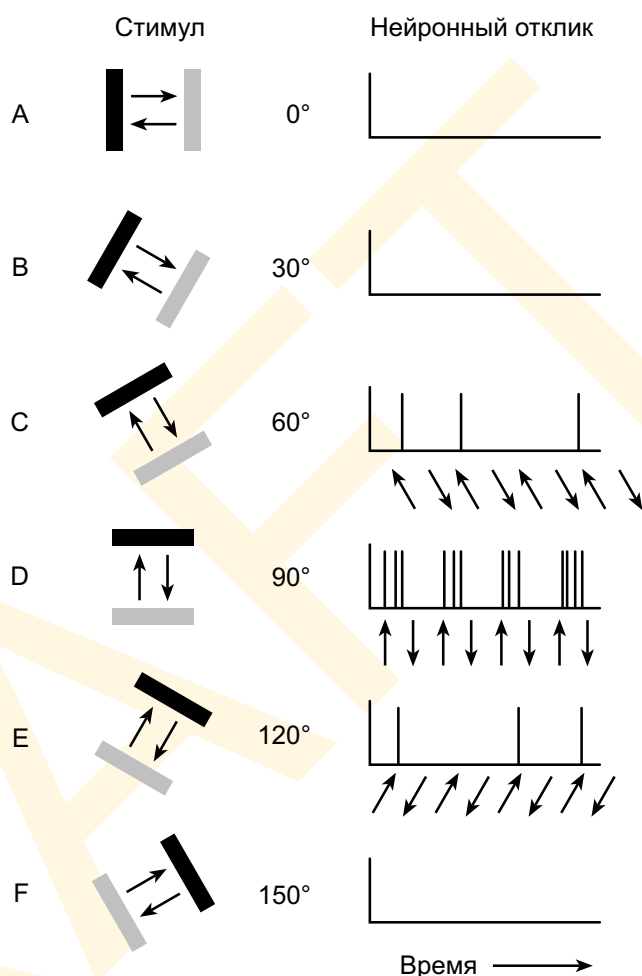 Стимул Нейронный отклик
A 0°
B 30°
C 60°
D 90°
E 120°
F 150°
Время